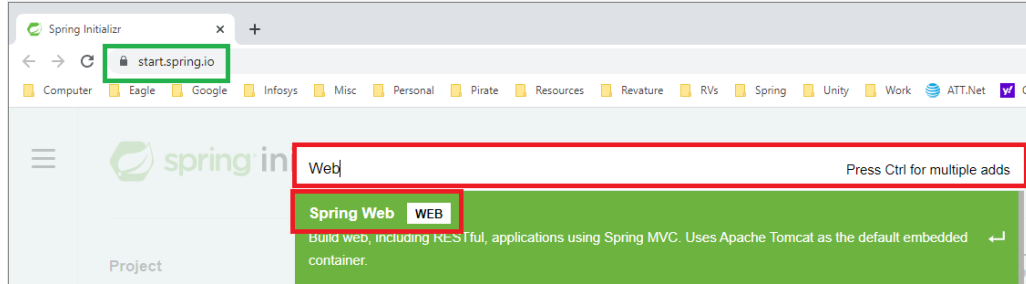 Spring Initializr
start.spring.io
Computer Eagle Google Infosys Misc Personal Pirate Resources Revature RVs Spring Unity Work ATT.Net
spring in
Web Press Ctrl for multiple adds
Spring Web WEB
Build web, including RESTful, applications using Spring MVC. Uses Apache Tomcat as the default embedded
container.
Project